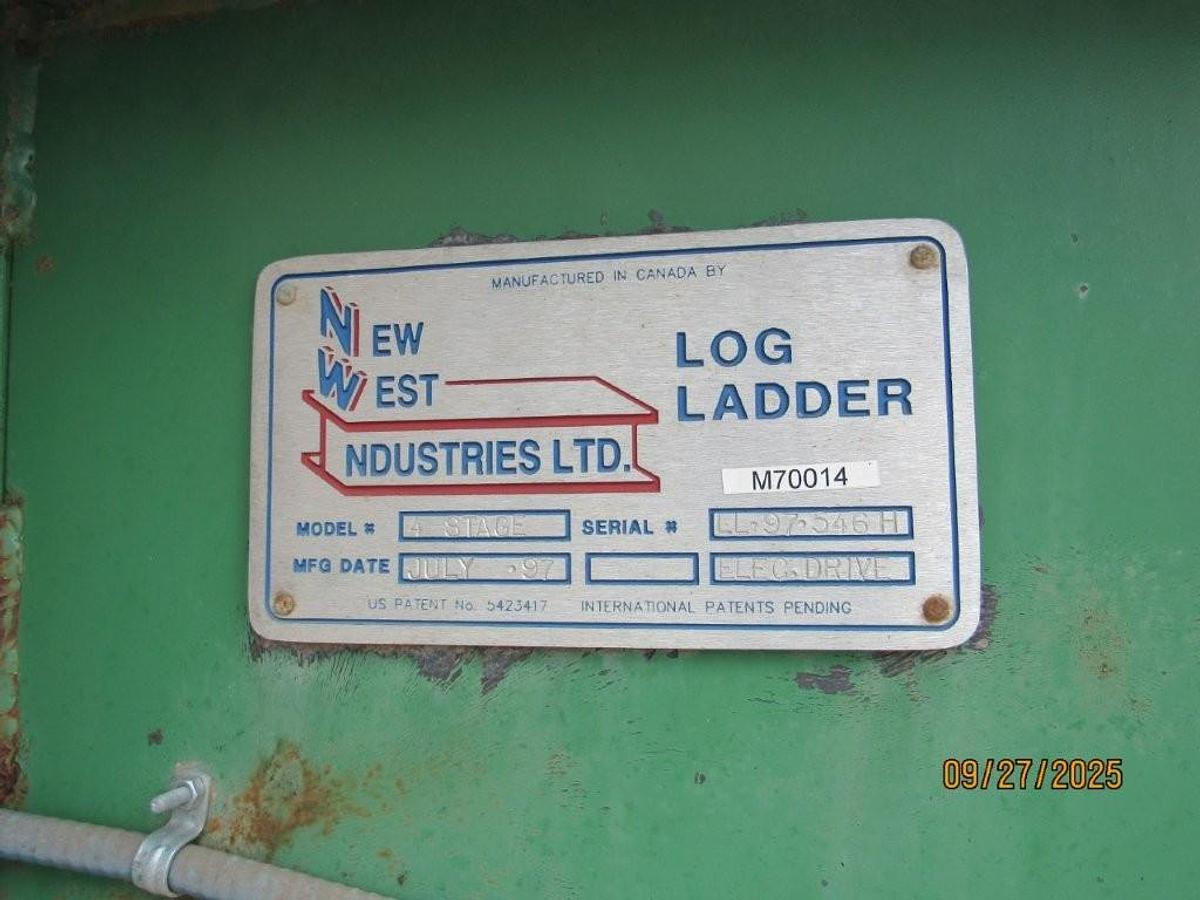 MANUFACTURED IN CANADA BY
NEW
WEST
INDUSTRIES LTD.
LOG
LADDER
M70014
MODEL # 4 STAGE SERIAL # LL·97·546 H
MFG DATE JULY ·97 ELEC.DRIVE
US PATENT No. 5423417 INTERNATIONAL PATENTS PENDING
09/27/2025